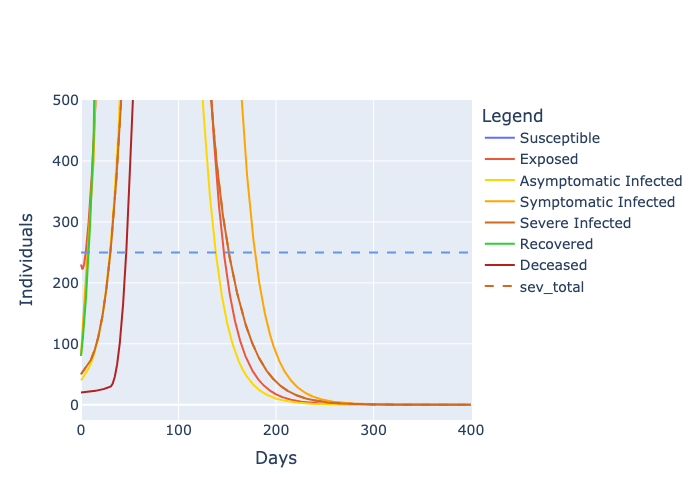 Legend
Susceptible
Exposed
Asymptomatic Infected
Symptomatic Infected
Severe Infected
Recovered
Deceased
sev_total
Individuals
500
400
300
200
100
0
0 100 200 300 400
Days